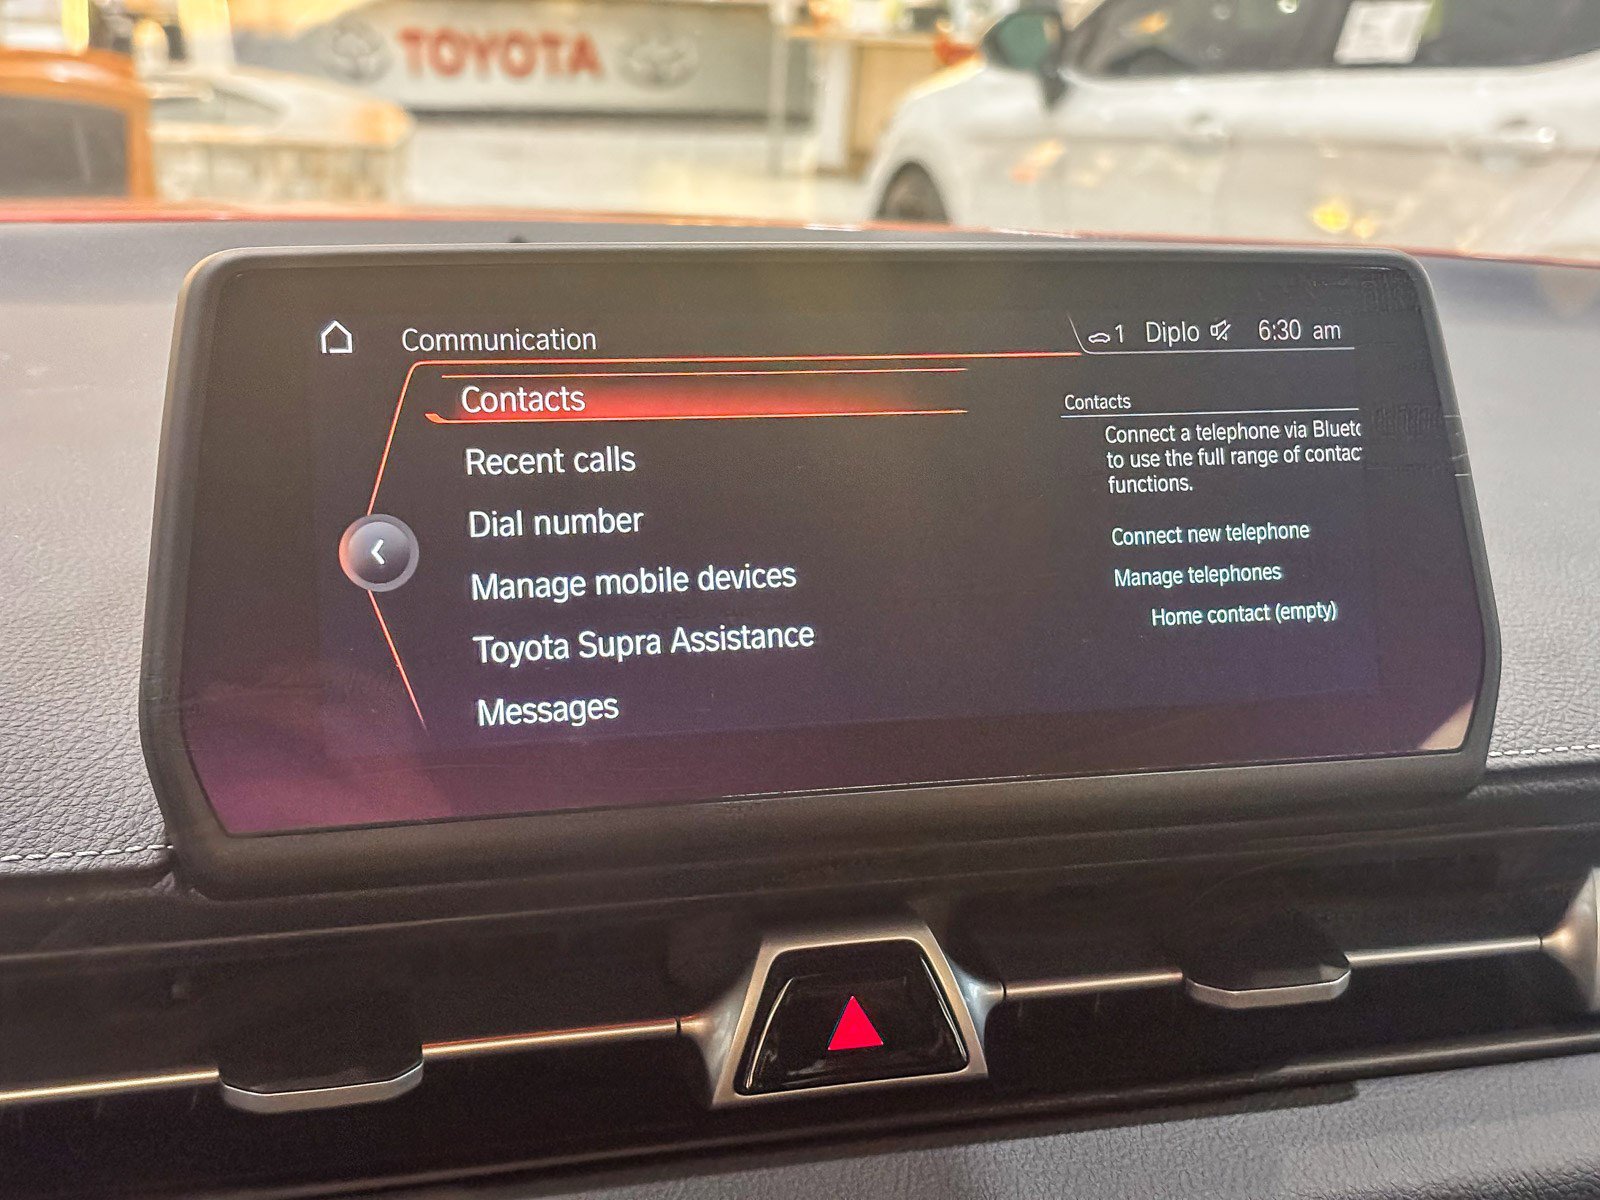 TOYOTA
Communication
1 Diplo 6:30 am
Contacts
Recent calls
Dial number
Manage mobile devices
Toyota Supra Assistance
Messages
Contacts
Connect a telephone via Bluetc
to use the full range of contac
functions.
Connect new telephone
Manage telephones
Home contact (empty)